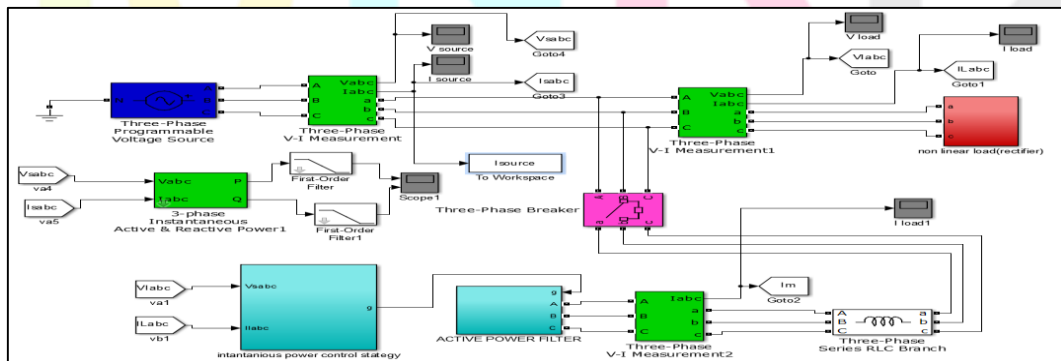 V source
Vsabc
Goto4
I source
Isabc
Goto3
V load
Vlabc
Goto
I load
ILabc
Goto1
N
A
B
C
Three-Phase
Programmable
Voltage Source
A
B
C
Vabc
Iabc
a
b
c
Three-Phase
V-I Measurement
A
B
C
Vabc
Iabc
a
b
c
Three-Phase
V-I Measurement1
a
b
c
non linear load(rectifier)
Isource
To Workspace
Vsabc
va4
Isabc
va5
Vabc
Iabc
P
Q
3-phase
Instantaneous
Active & Reactive Power1
First-Order
Filter
First-Order
Filter1
Scope1
A
B
C
a
b
c
Three-Phase Breaker
I load1
Vlabc
va1
ILabc
vb1
Vsabc
Ilabc
g
intantanious power control stategy
g
A
B
C
ACTIVE POWER FILTER
A
B
C
Iabc
a
b
c
Three-Phase
V-I Measurement2
Im
Goto2
A
B
C
a
b
c
Three-Phase
Series RLC Branch